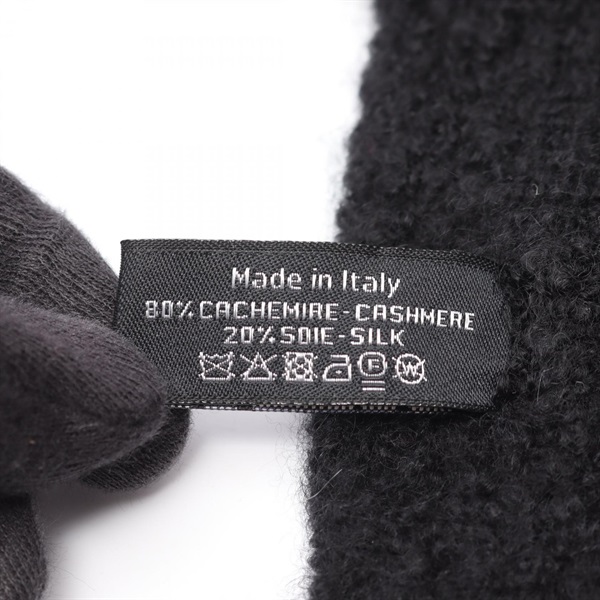 Made in Italy
80% CACHEMIRE-CASHMERE
20% SOIE-SILK
F W